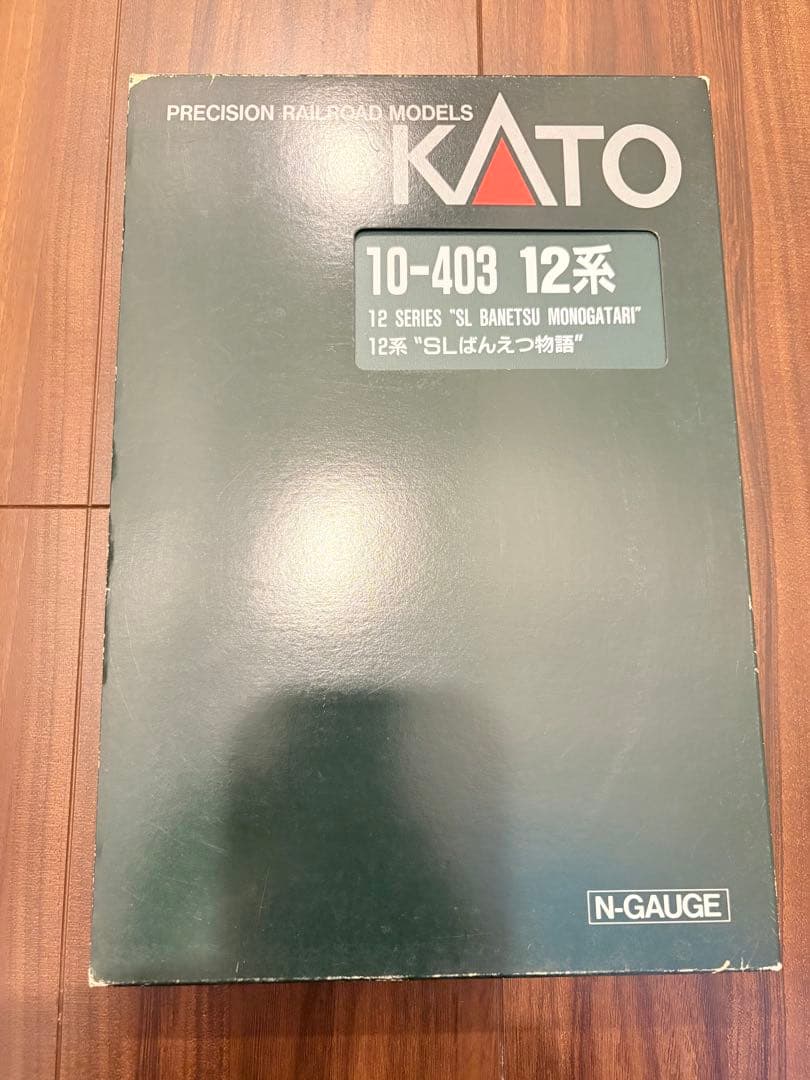 PRECISION RAILROAD MODELS
KATO
10-403 12系
12 SERIES "SL BANETSU MONOGATARI"
12系 "SLばんえつ物語"
N-GAUGE